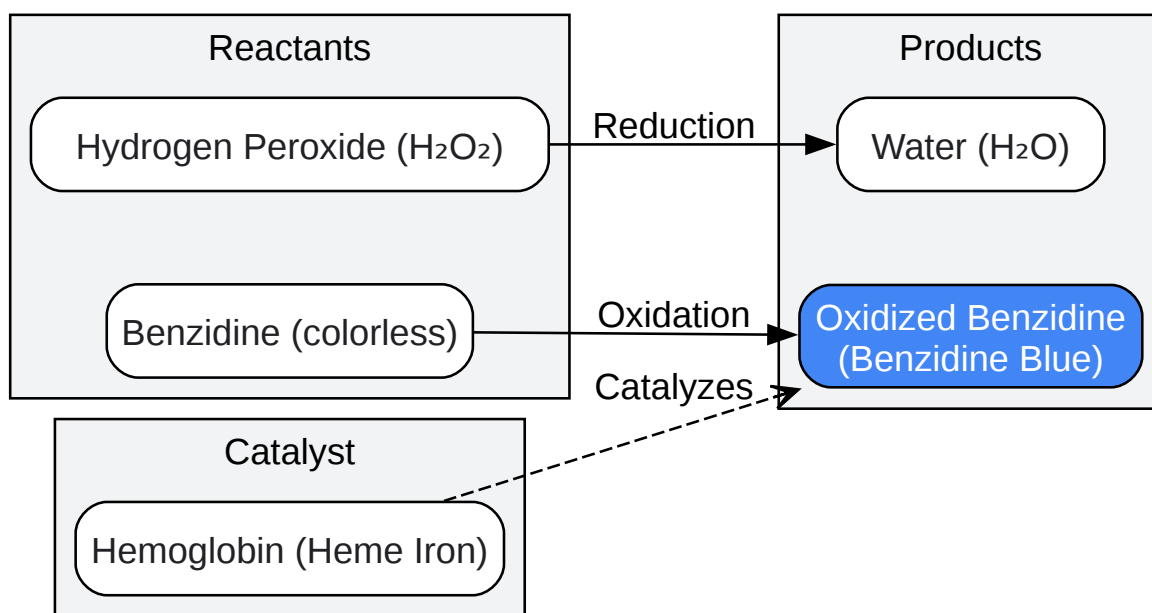 Reactants
Products
Hydrogen Peroxide (H₂O₂)
Reduction
Water (H₂O)
Benzidine (colorless)
Oxidation
Oxidized Benzidine
(Benzidine Blue)
Catalyzes
Catalyst
Hemoglobin (Heme Iron)